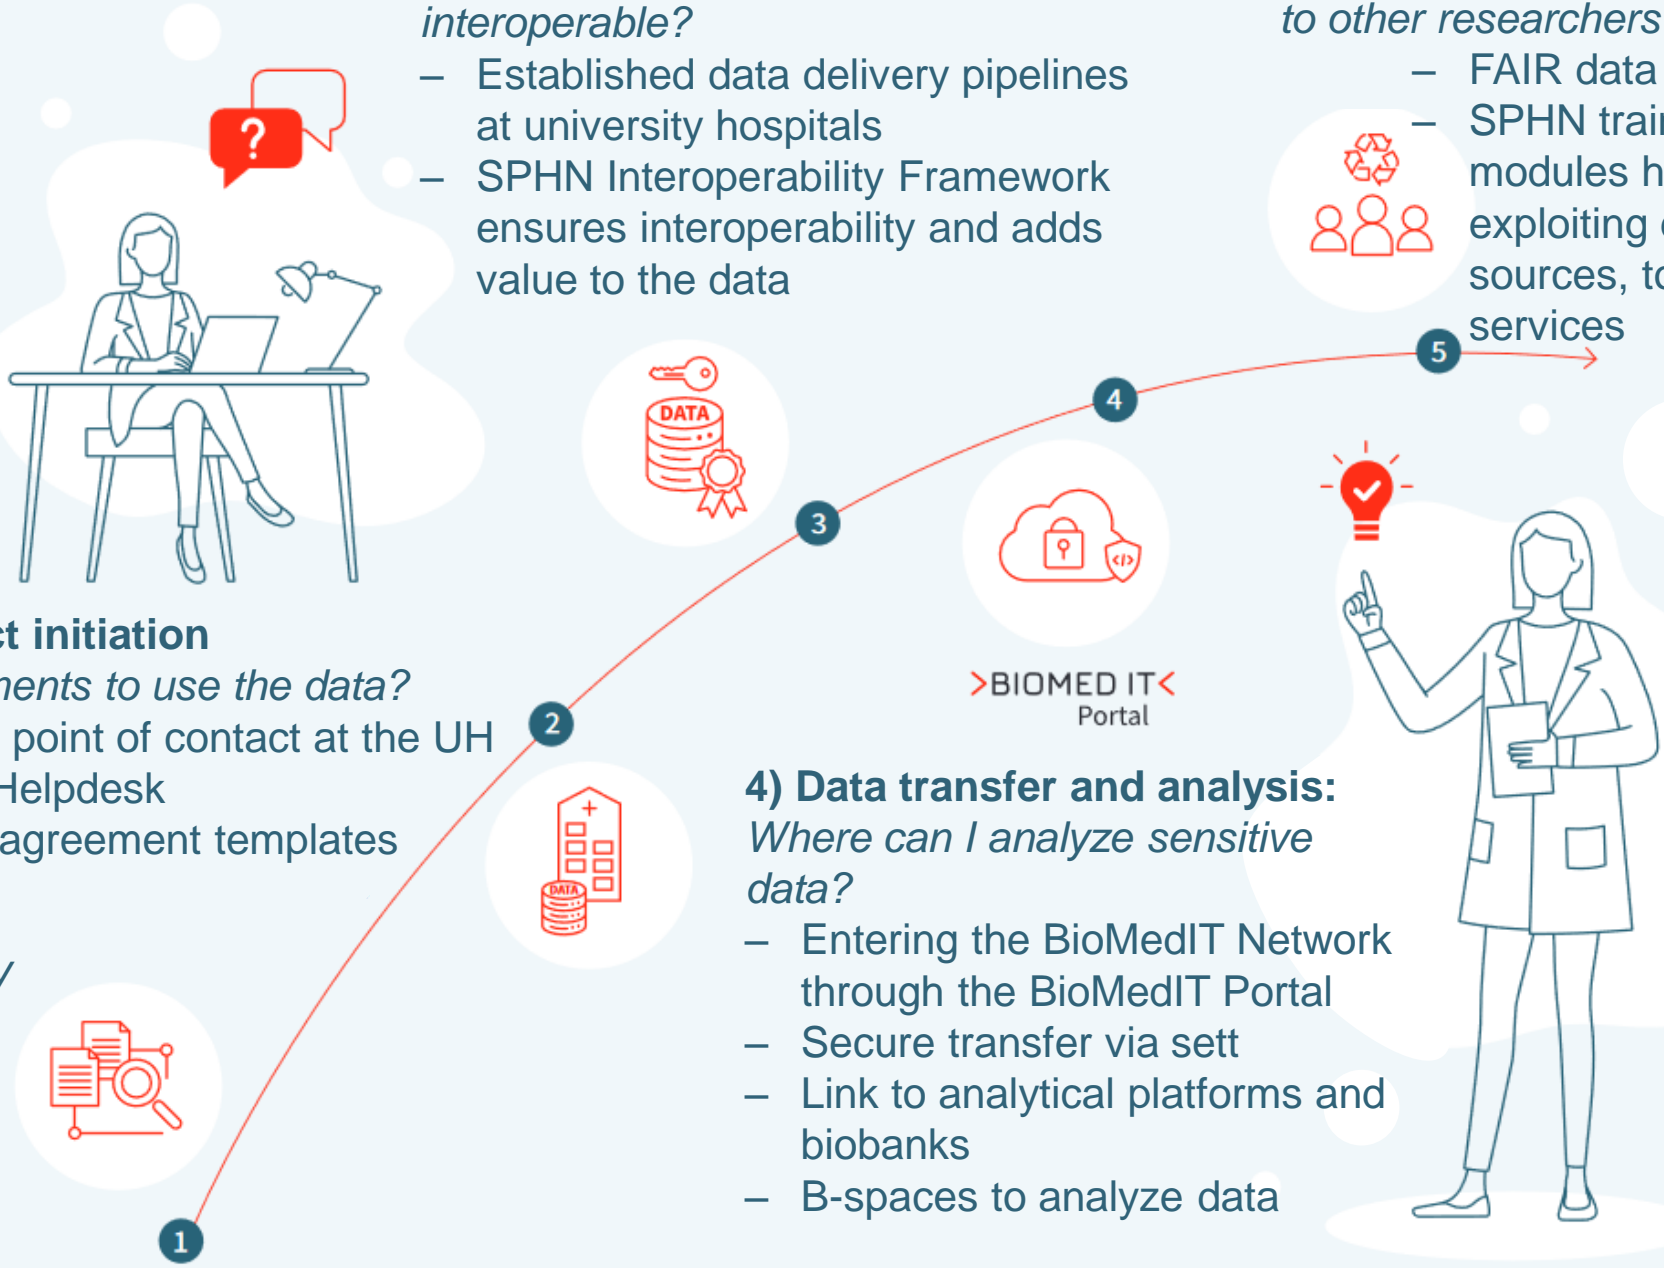 interoperable?
– Established data delivery pipelines
at university hospitals
– SPHN Interoperability Framework
ensures interoperability and adds
value to the data
to other researchers
– FAIR data
– SPHN trai
modules h
exploiting
sources, to
services
?
DATA
5
4
3
2
1
ct initiation
ments to use the data?
point of contact at the UH
Helpdesk
agreement templates
y
DATA
</>
>BIOMED IT<
Portal
4) Data transfer and analysis:
Where can I analyze sensitive
data?
– Entering the BioMedIT Network
through the BioMedIT Portal
– Secure transfer via sett
– Link to analytical platforms and
biobanks
– B-spaces to analyze data